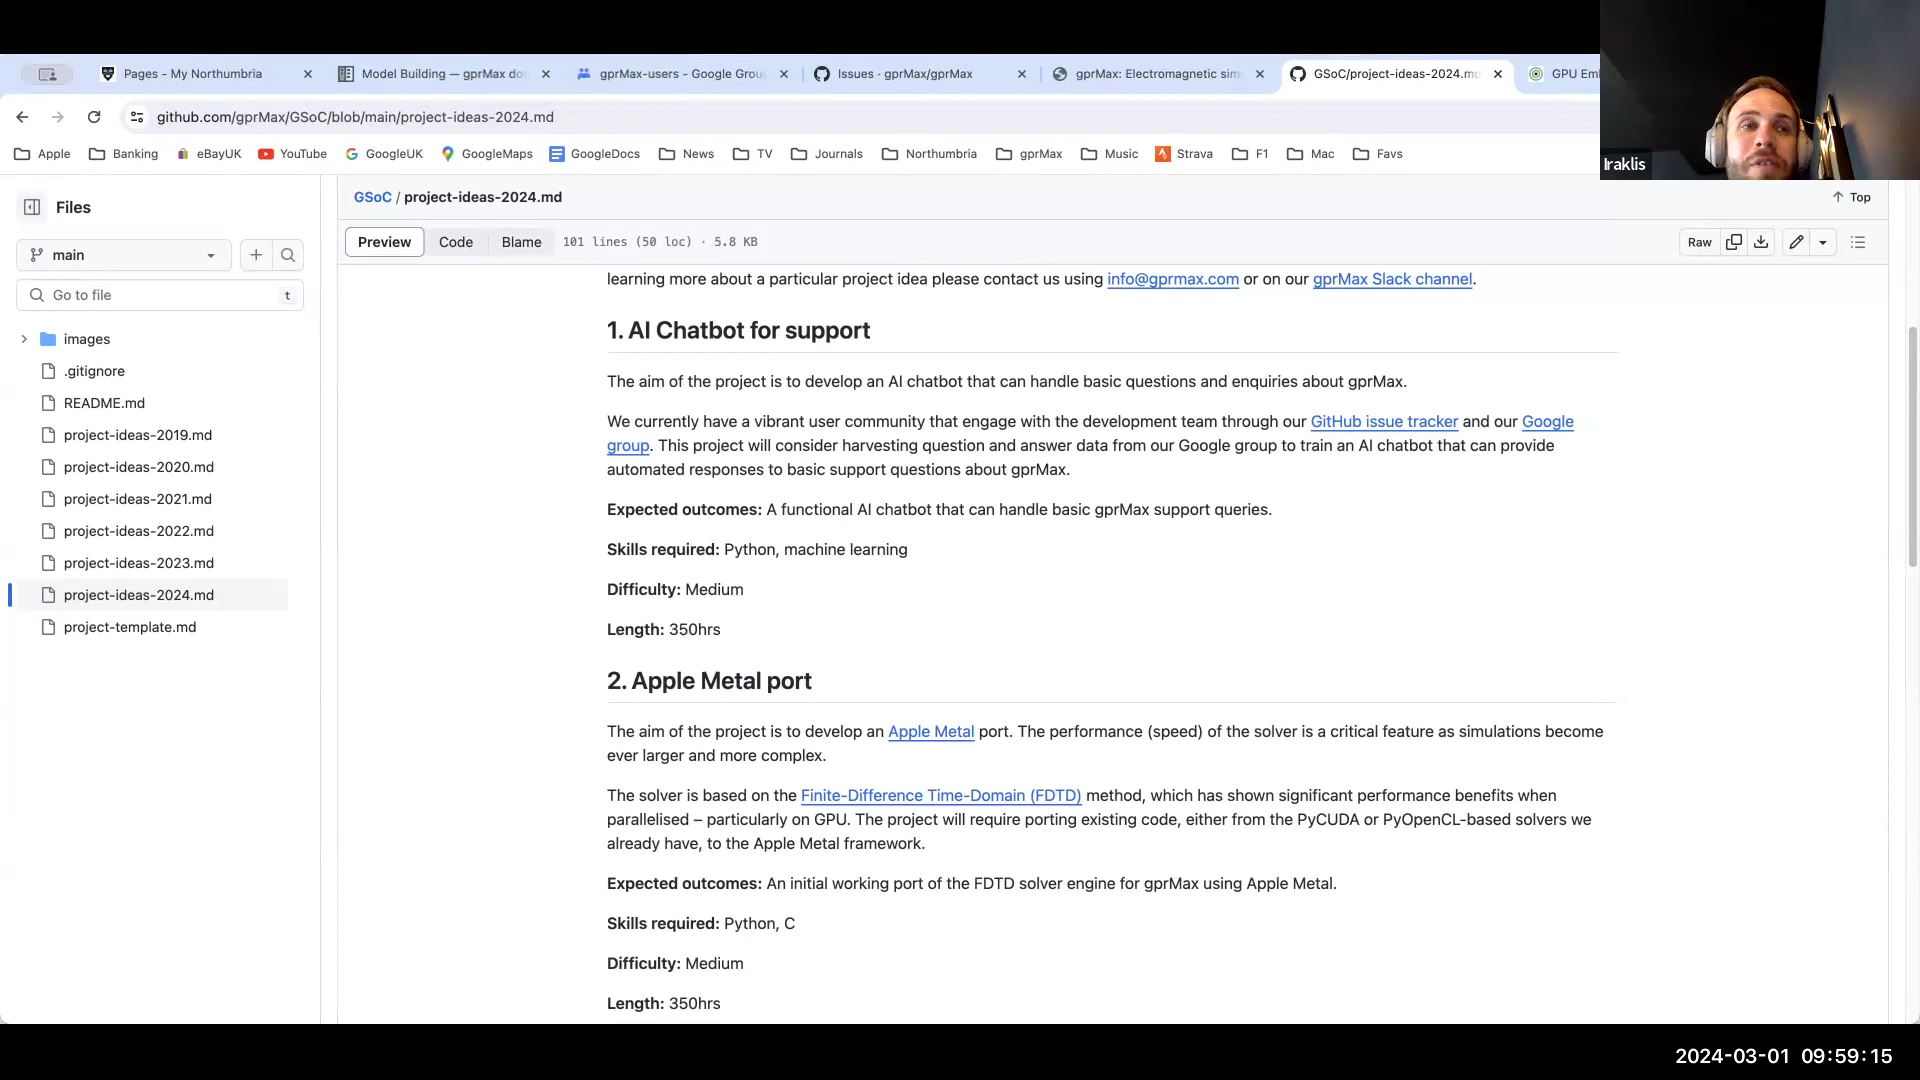 Pages - My Northumbria
Model Building — gprMax do
gprMax-users - Google Grou
Issues · gprMax/gprMax
gprMax: Electromagnetic sim
GSoC/project-ideas-2024.m
GPU Em
github.com/gprMax/GSoC/blob/main/project-ideas-2024.md
Apple Banking eBayUK YouTube GoogleUK GoogleMaps GoogleDocs News TV Journals Northumbria gprMax Music Strava F1 Mac Favs
Iraklis
Files
main
Go to file t
images
.gitignore
README.md
project-ideas-2019.md
project-ideas-2020.md
project-ideas-2021.md
project-ideas-2022.md
project-ideas-2023.md
project-ideas-2024.md
project-template.md
GSoC / project-ideas-2024.md
Top
Preview Code Blame 101 lines (50 loc) · 5.8 KB Raw
learning more about a particular project idea please contact us using info@gprmax.com or on our gprMax Slack channel.
1. AI Chatbot for support
The aim of the project is to develop an AI chatbot that can handle basic questions and enquiries about gprMax.
We currently have a vibrant user community that engage with the development team through our GitHub issue tracker and our Google
group. This project will consider harvesting question and answer data from our Google group to train an AI chatbot that can provide
automated responses to basic support questions about gprMax.
Expected outcomes: A functional AI chatbot that can handle basic gprMax support queries.
Skills required: Python, machine learning
Difficulty: Medium
Length: 350hrs
2. Apple Metal port
The aim of the project is to develop an Apple Metal port. The performance (speed) of the solver is a critical feature as simulations become
ever larger and more complex.
The solver is based on the Finite-Difference Time-Domain (FDTD) method, which has shown significant performance benefits when
parallelised – particularly on GPU. The project will require porting existing code, either from the PyCUDA or PyOpenCL-based solvers we
already have, to the Apple Metal framework.
Expected outcomes: An initial working port of the FDTD solver engine for gprMax using Apple Metal.
Skills required: Python, C
Difficulty: Medium
Length: 350hrs
2024-03-01 09:59:15